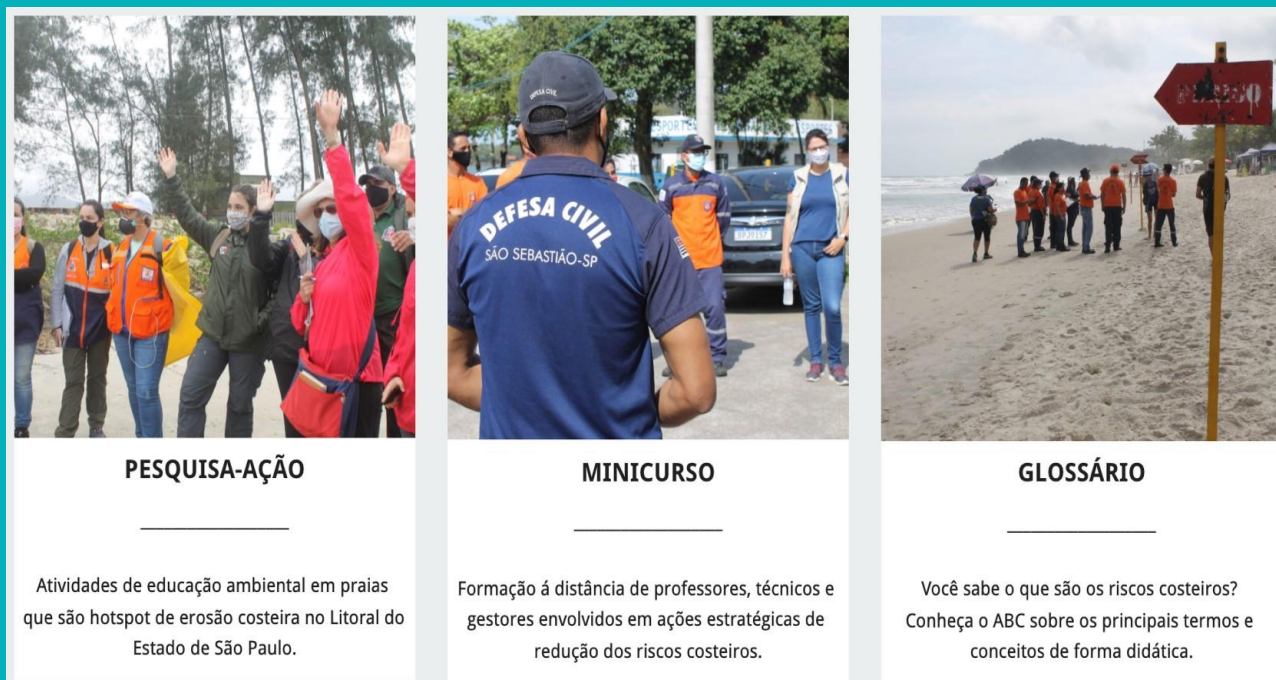 DEFESA CIVIL
DEFESA CIVIL
SÃO SEBASTIÃO-SP
PESQUISA-AÇÃO
Atividades de educação ambiental em praias
que são hotspot de erosão costeira no Litoral do
Estado de São Paulo.
MINICURSO
Formação á distância de professores, técnicos e
gestores envolvidos em ações estratégicas de
redução dos riscos costeiros.
GLOSSÁRIO
Você sabe o que são os riscos costeiros?
Conheça o ABC sobre os principais termos e
conceitos de forma didática.